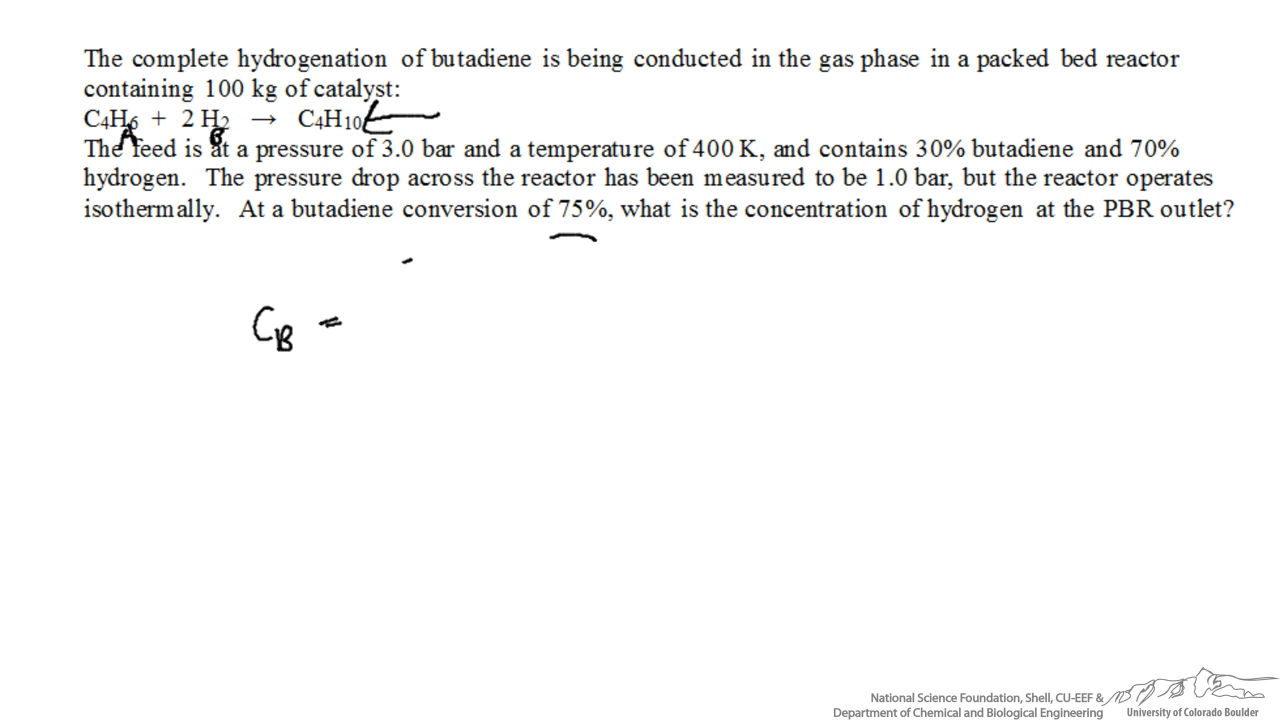 The complete hydrogenation of butadiene is being conducted in the gas phase in a packed bed reactor
containing 100 kg of catalyst:
C4H6 + 2 H2 → C4H10
A B
The feed is at a pressure of 3.0 bar and a temperature of 400 K, and contains 30% butadiene and 70%
hydrogen. The pressure drop across the reactor has been measured to be 1.0 bar, but the reactor operates
isothermally. At a butadiene conversion of 75%, what is the concentration of hydrogen at the PBR outlet?
CB =
National Science Foundation, Shell, CU-EEF &
Department of Chemical and Biological Engineering
University of Colorado Boulder